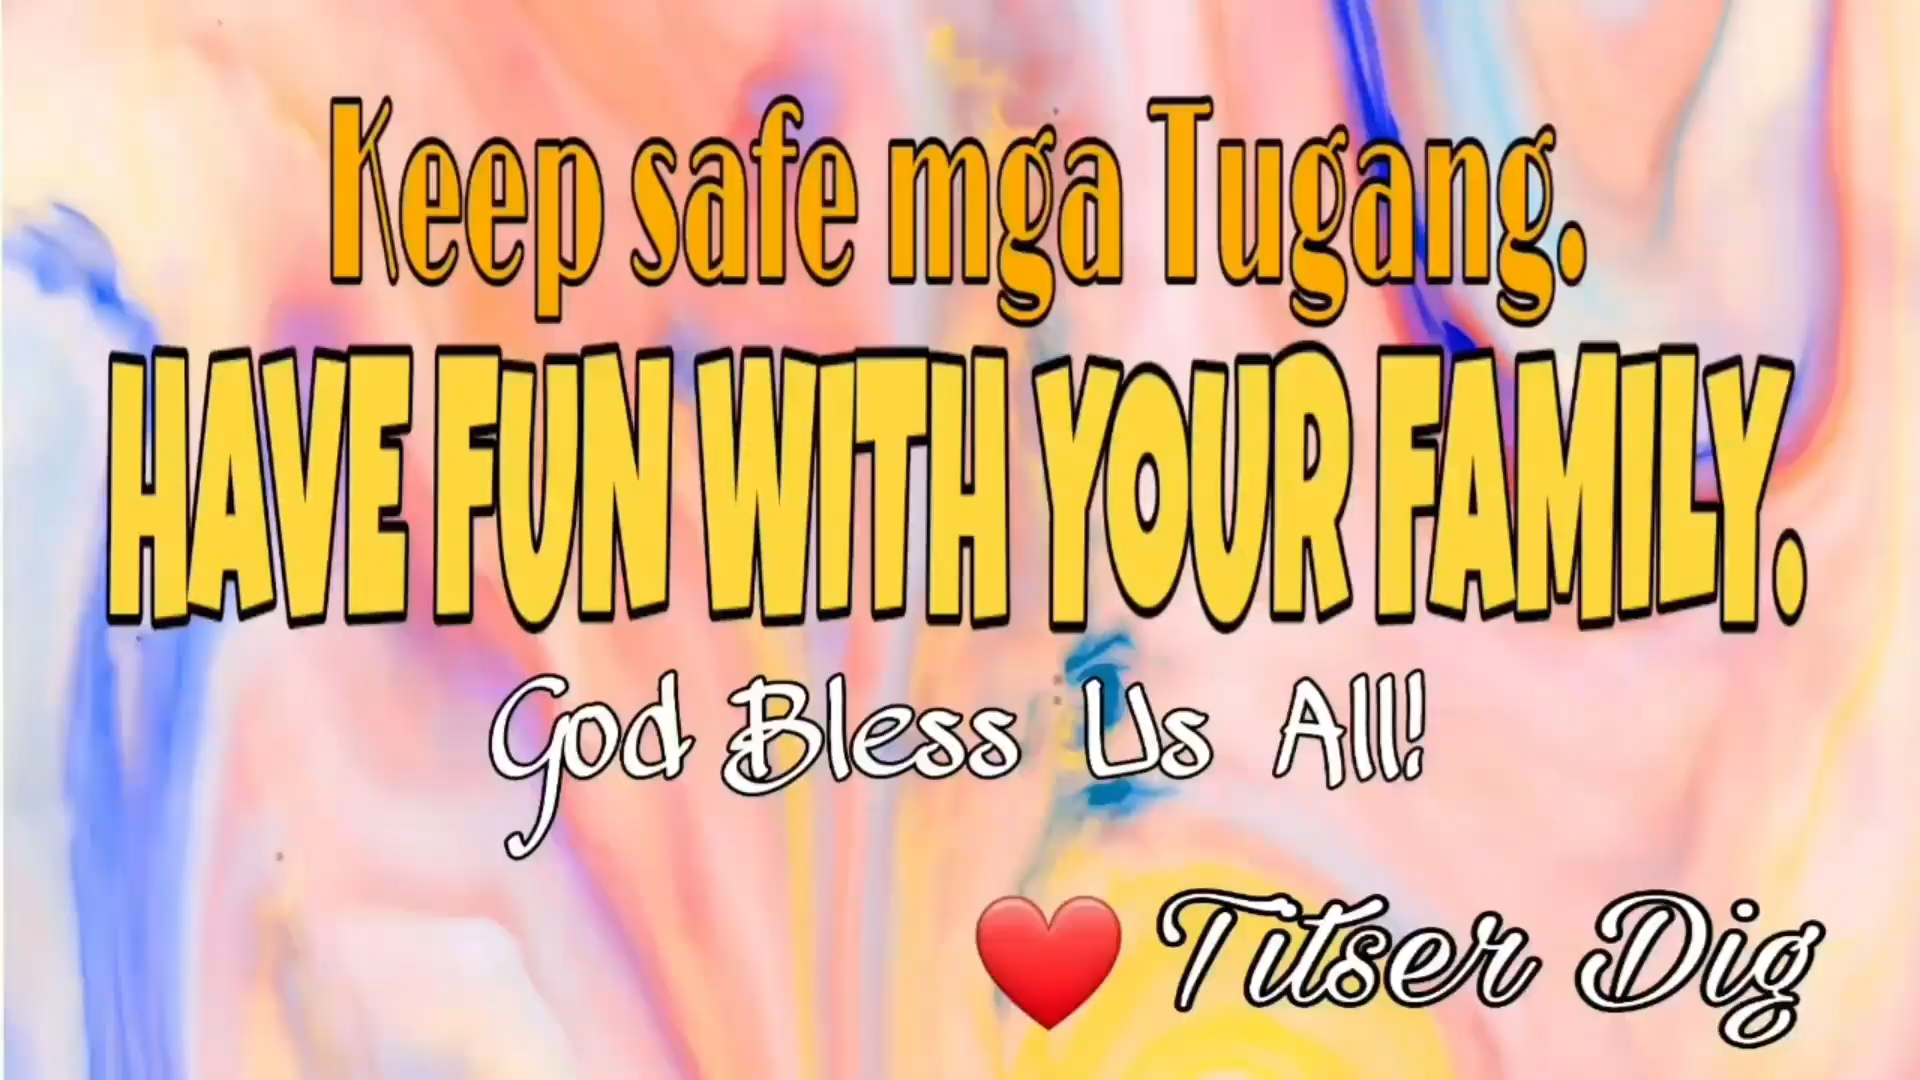 Keep safe mga Tugang.
HAVE FUN WITH YOUR FAMILY.
God Bless Us All!
❤ Titser Dig